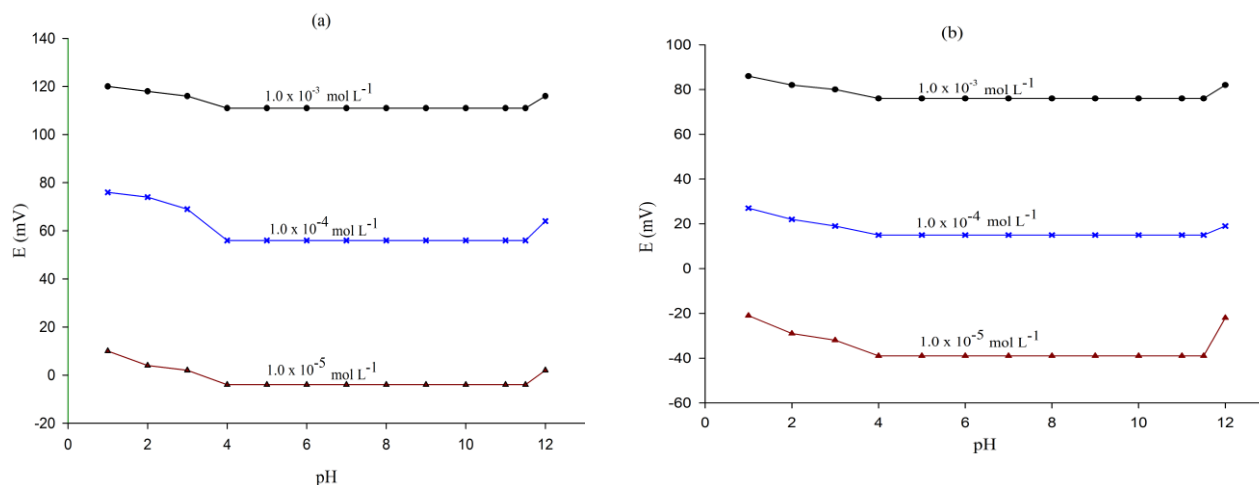 (a)
140
120
100
80
60
40
20
0
-20
E (mV)
1.0 x 10⁻³ mol L⁻¹
1.0 x 10⁻⁴ mol L⁻¹
1.0 x 10⁻⁵ mol L⁻¹
0 2 4 6 8 10 12
pH
(b)
100
80
60
40
20
0
-20
-40
-60
E (mV)
1.0 x 10⁻³ mol L⁻¹
1.0 x 10⁻⁴ mol L⁻¹
1.0 x 10⁻⁵ mol L⁻¹
0 2 4 6 8 10 12
pH